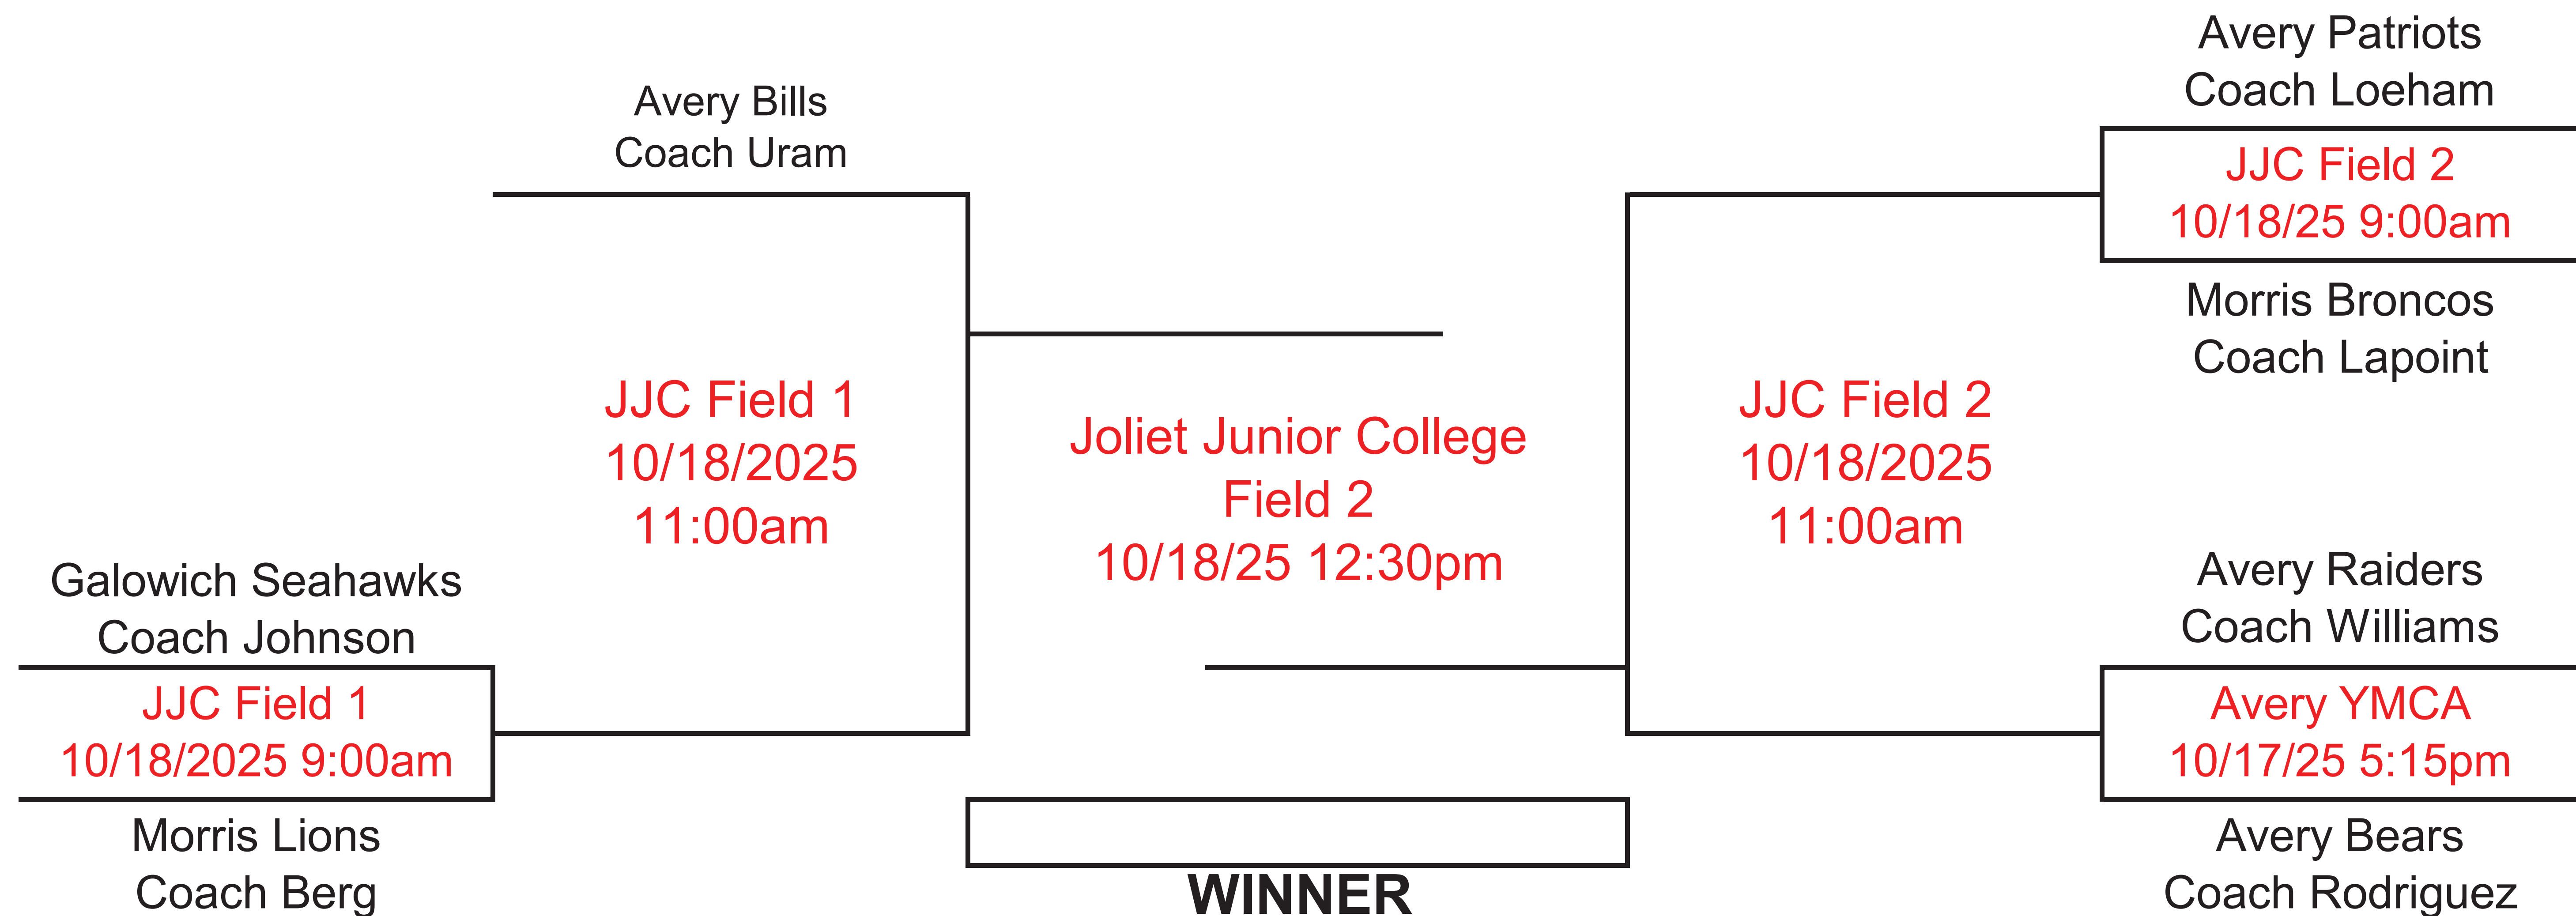 Avery Bills
Coach Uram
JJC Field 1
10/18/2025
11:00am
Galowich Seahawks
Coach Johnson
JJC Field 1
10/18/2025 9:00am
Morris Lions
Coach Berg
Joliet Junior College
Field 2
10/18/25 12:30pm
WINNER
JJC Field 2
10/18/2025
11:00am
Avery Patriots
Coach Loeham
JJC Field 2
10/18/25 9:00am
Morris Broncos
Coach Lapoint
Avery Raiders
Coach Williams
Avery YMCA
10/17/25 5:15pm
Avery Bears
Coach Rodriguez